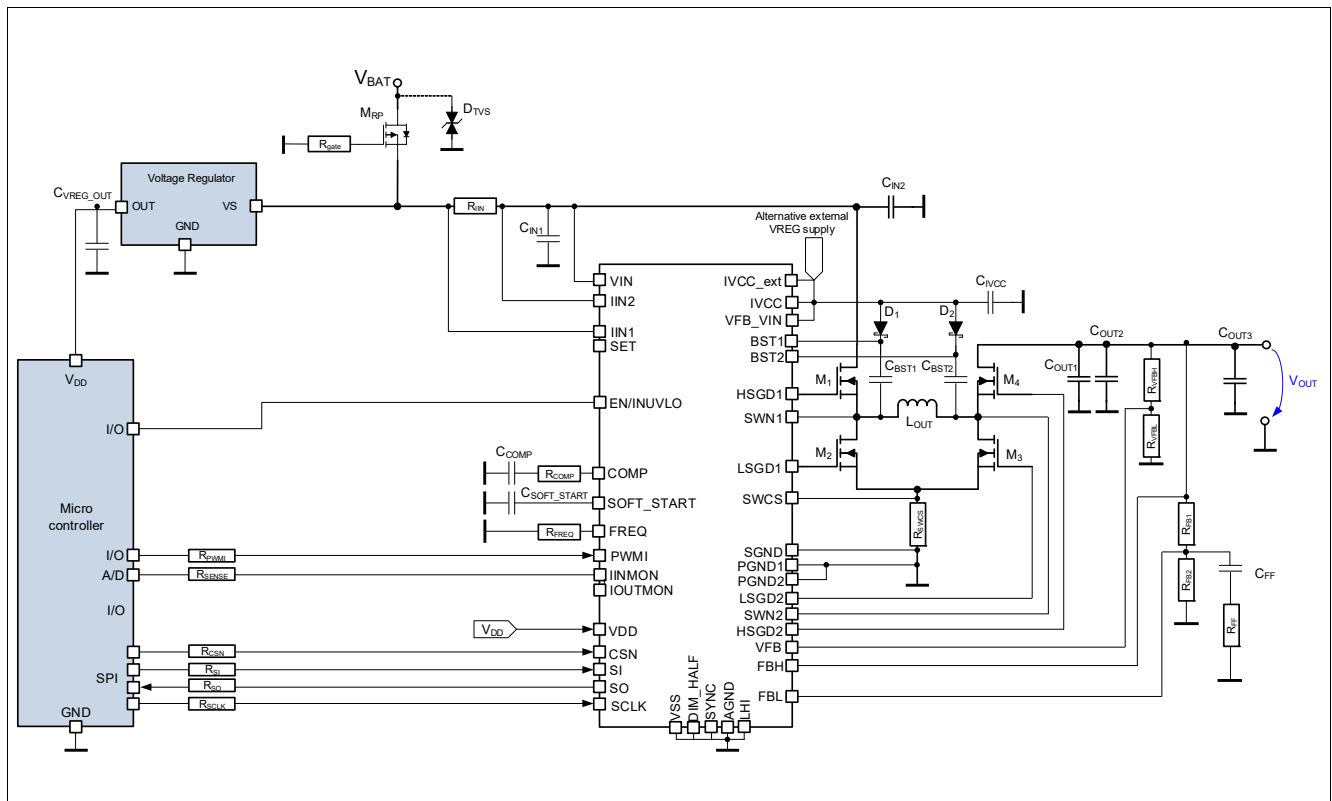 VBAT
MRP
DTVS
Rgate
Voltage Regulator
CVREG_OUT
OUT
VS
GND
RIIN
CIN1
CIN2
Alternative external
VREG supply
VIN
IIN2
IIN1
SET
EN/INUVLO
COMP
SOFT_START
FREQ
PWMI
IINMON
IOUTMON
VDD
CSN
SI
SO
SCLK
VSS
DIM_HALF
SYNC
AGND
LHI
IVCC_ext
IVCC
VFB_VIN
BST1
BST2
HSGD1
SWN1
LSGD1
SWCS
SGND
PGND1
PGND2
LSGD2
SWN2
HSGD2
VFB
FBH
FBL
CIVCC
D1
D2
CBST1
CBST2
M1
M4
LOUT
M2
M3
RSWCS
COUT1
COUT2
COUT3
RVFBH
RVFBL
VOUT
RFB1
RFB2
CFF
RFF
CCOMP
RCOMP
CSOFT_START
RFREQ
VDD
I/O
Micro
controller
I/O
A/D
I/O
SPI
GND
RPWMI
RSENSE
VDD
RCSN
RSI
RSO
RSCLK